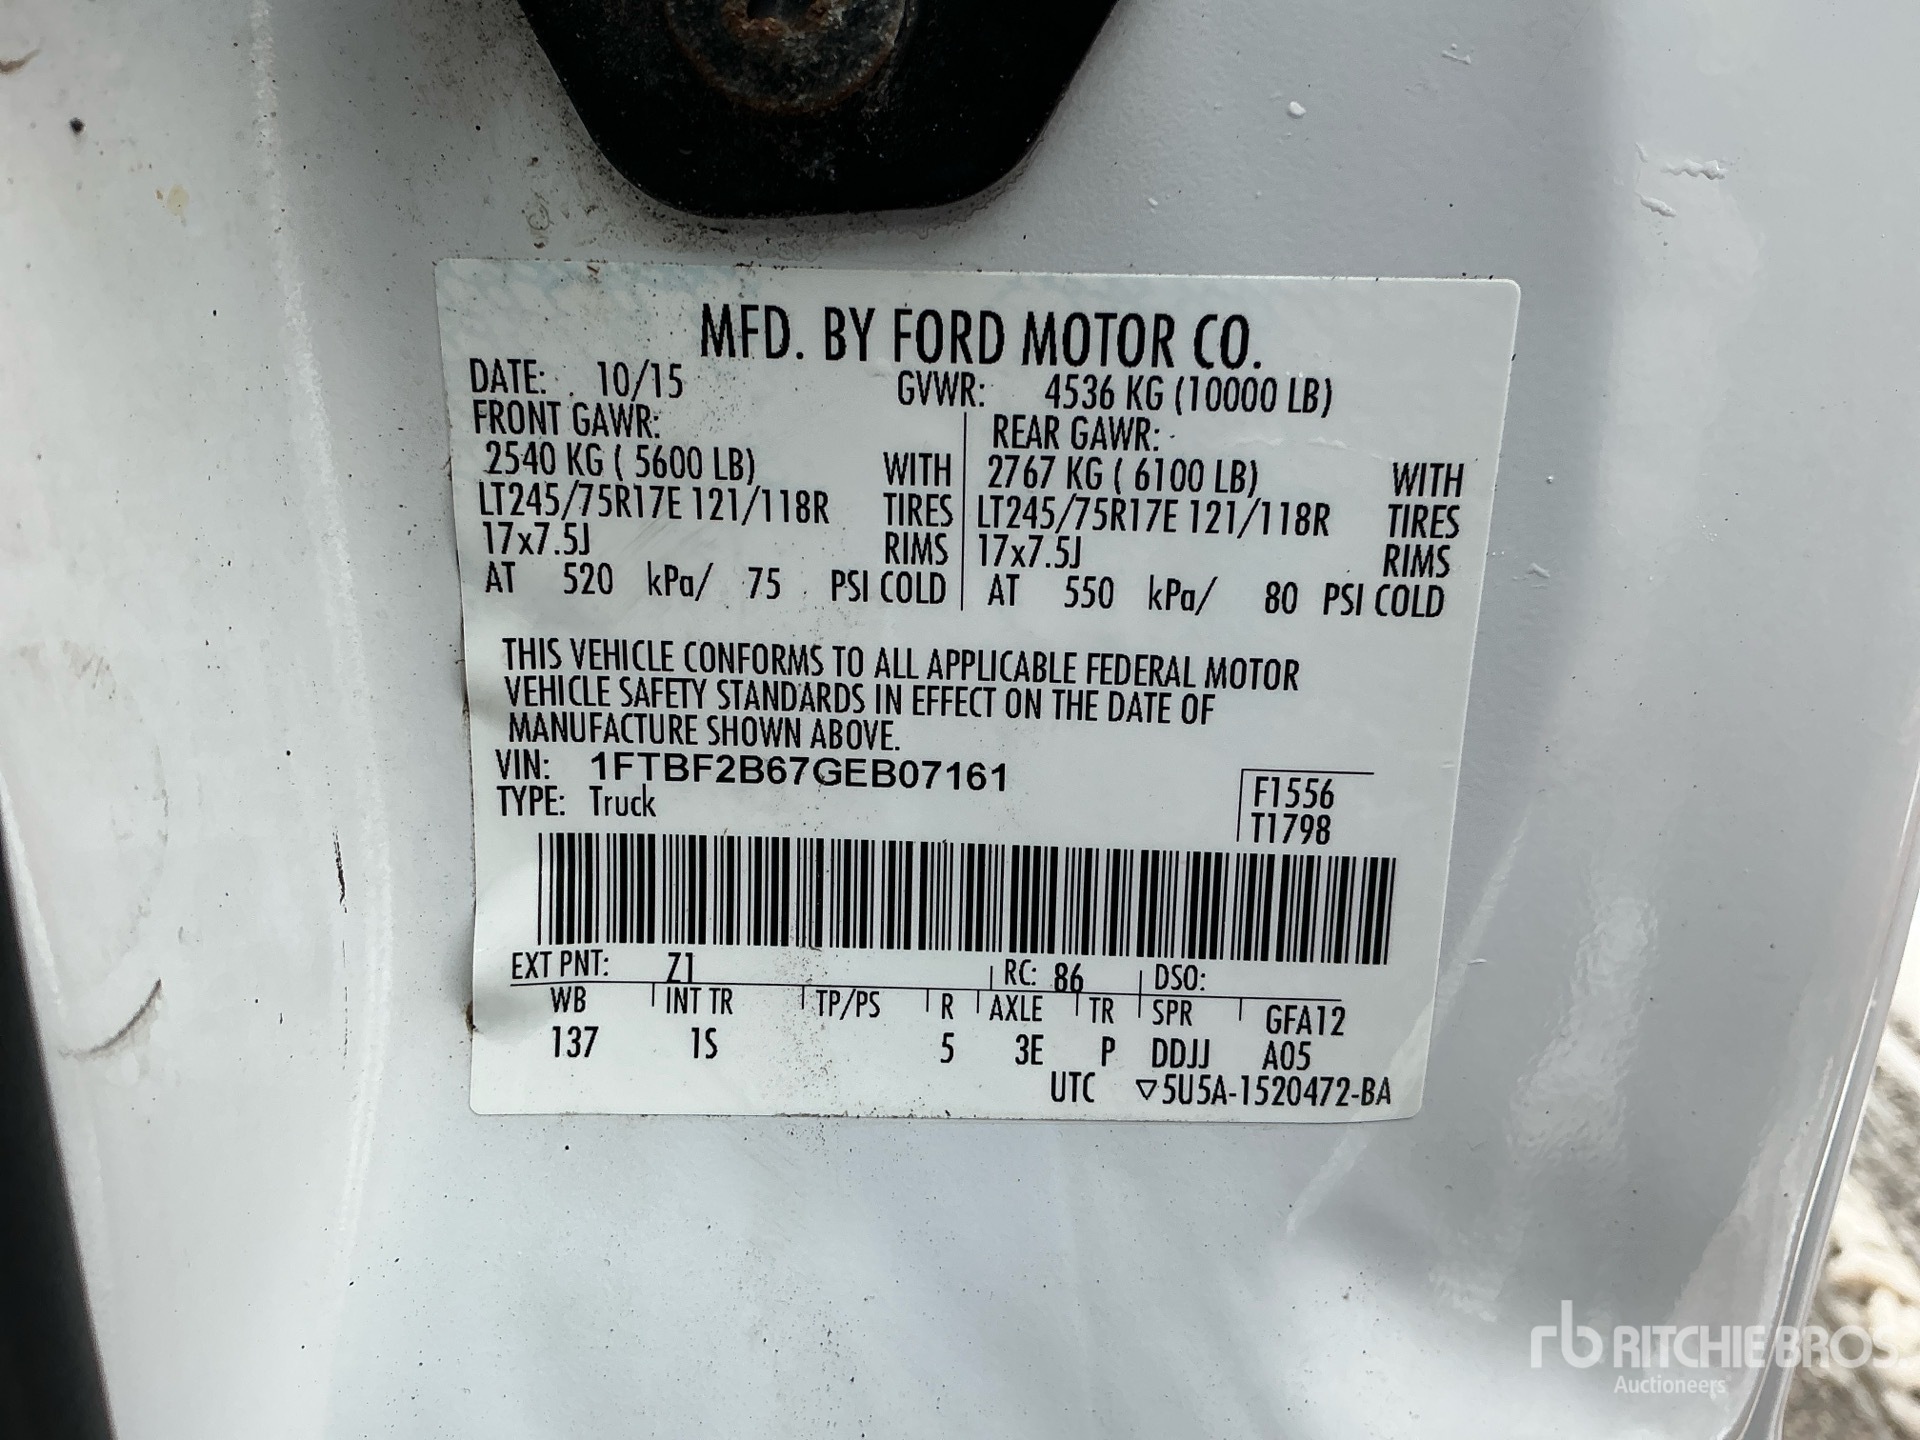 MFD. BY FORD MOTOR CO.
DATE: 10/15 GVWR: 4536 KG (10000 LB)
FRONT GAWR: REAR GAWR:
2540 KG ( 5600 LB) WITH 2767 KG ( 6100 LB) WITH
LT245/75R17E 121/118R TIRES LT245/75R17E 121/118R TIRES
17x7.5J RIMS 17x7.5J RIMS
AT 520 kPa/ 75 PSI COLD AT 550 kPa/ 80 PSI COLD
THIS VEHICLE CONFORMS TO ALL APPLICABLE FEDERAL MOTOR
VEHICLE SAFETY STANDARDS IN EFFECT ON THE DATE OF
MANUFACTURE SHOWN ABOVE.
VIN: 1FTBF2B67GEB07161 F1556
TYPE: Truck T1798
EXT PNT: Z1 RC: 86 DSO:
WB INT TR TP/PS R AXLE TR SPR GFA12
137 1S 5 3E P DDJJ A05
UTC ▽5U5A-1520472-BA
rb RITCHIE BROS.
Auctioneers